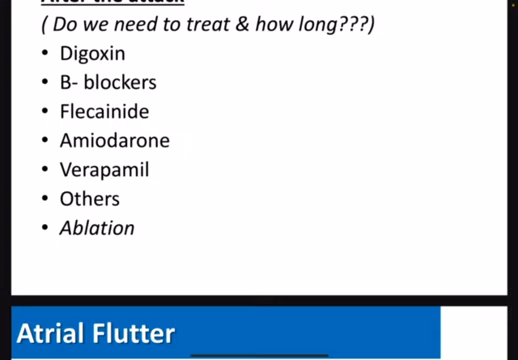 After the attack
( Do we need to treat & how long???)
• Digoxin
• B- blockers
• Flecainide
• Amiodarone
• Verapamil
• Others
• Ablation
Atrial Flutter